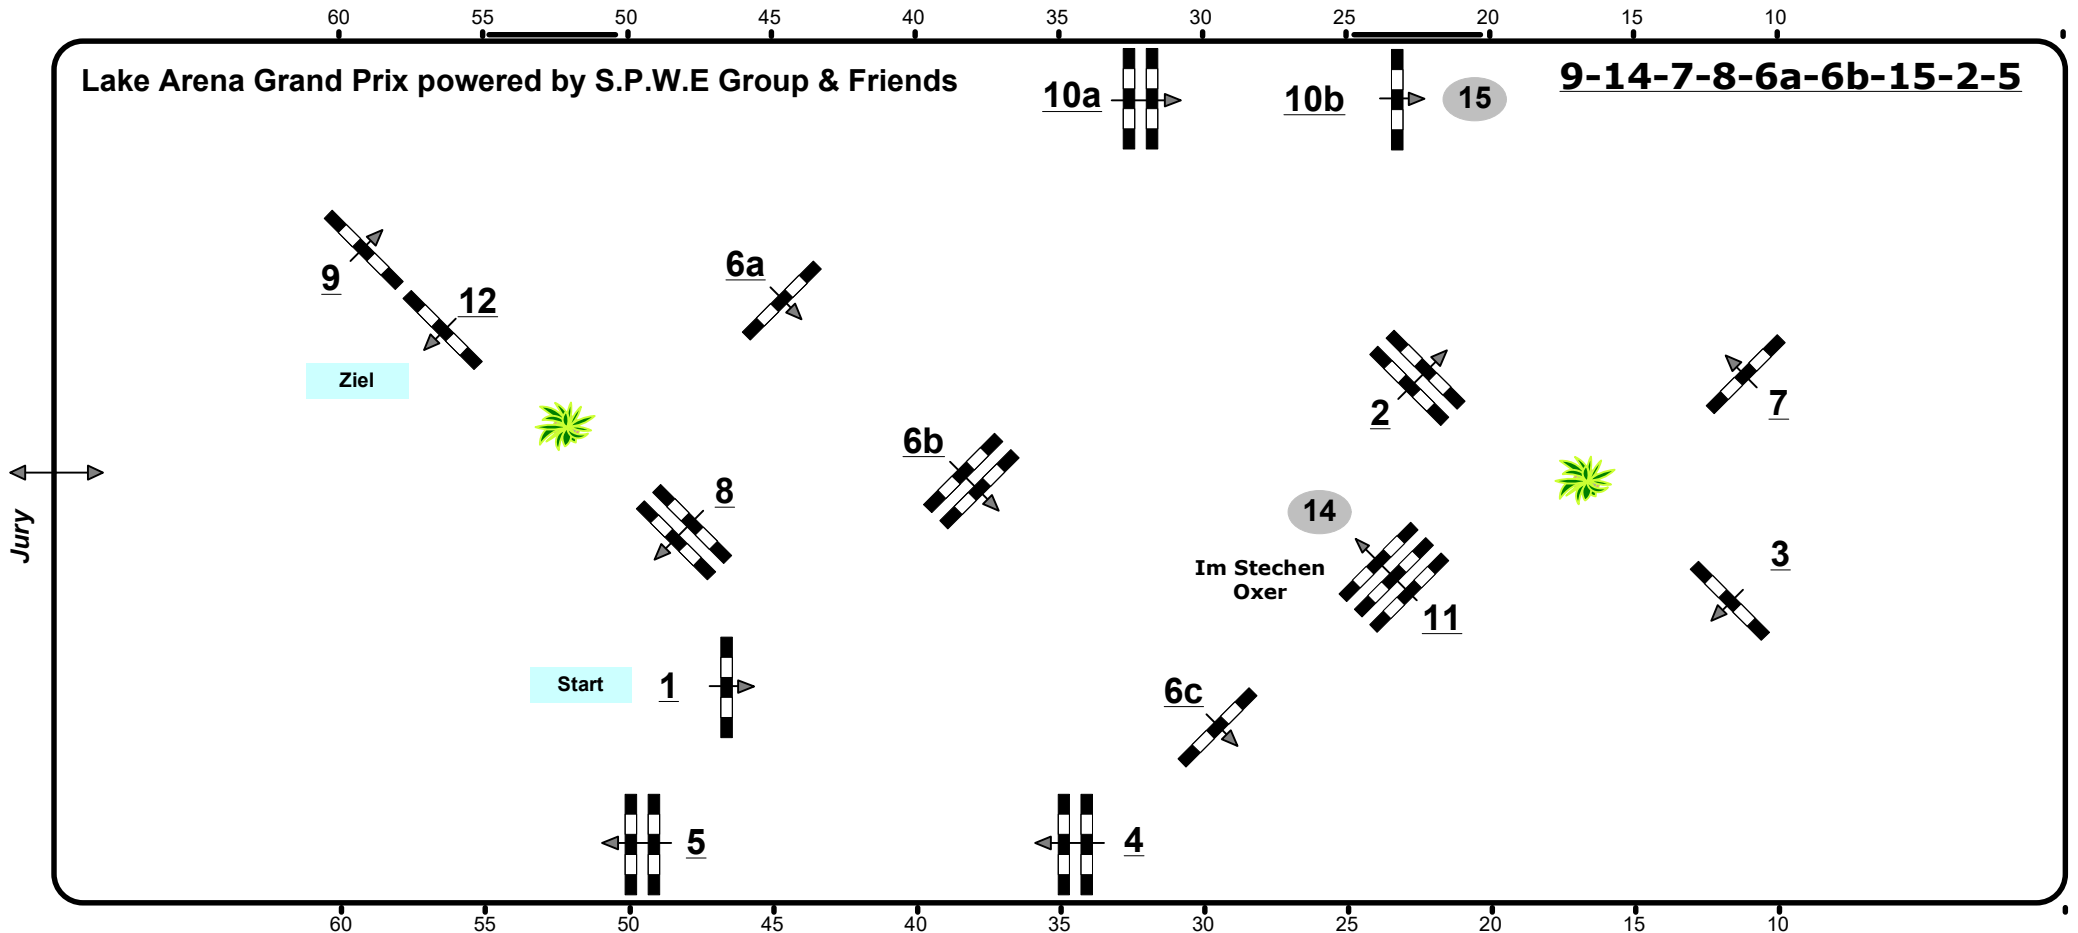 60 55 50 45 40 35 30 25 20 15 10
Lake Arena Grand Prix powered by S.P.W.E Group & Friends
9-14-7-8-6a-6b-15-2-5
10a
10b
15
9
12
6a
Ziel
2
7
6b
8
14
Im Stechen
Oxer
11
3
Jury
Start
1
6c
5
4
60 55 50 45 40 35 30 25 20 15 10